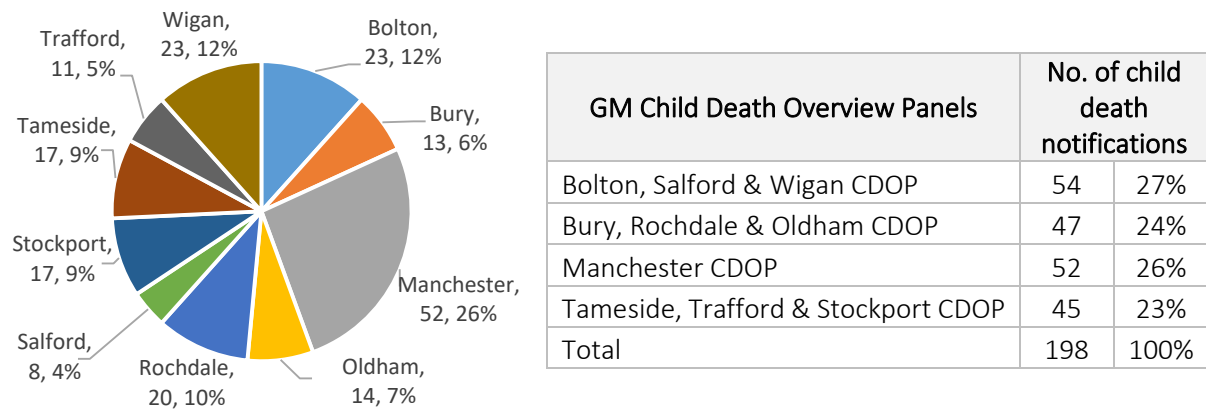 Wigan,
23, 12%
Bolton,
23, 12%
Trafford,
11, 5%
Bury,
13, 6%
Tameside,
17, 9%
Stockport,
17, 9%
Manchester,
52, 26%
Salford,
8, 4%
Rochdale,
20, 10%
Oldham,
14, 7%
GM Child Death Overview Panels
No. of child
death
notifications
Bolton, Salford & Wigan CDOP 54 27%
Bury, Rochdale & Oldham CDOP 47 24%
Manchester CDOP 52 26%
Tameside, Trafford & Stockport CDOP 45 23%
Total 198 100%